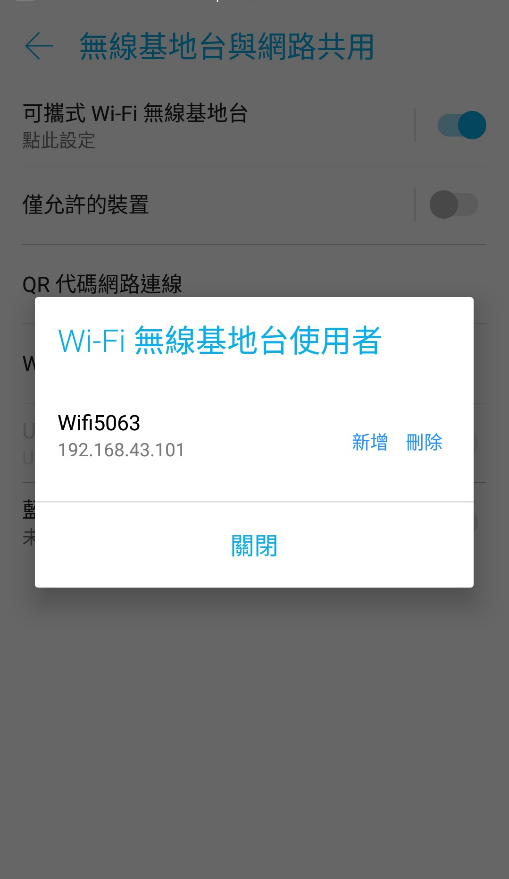 無線基地台與網路共用
可攜式 Wi-Fi 無線基地台
點此設定
僅允許的裝置
QR 代碼網路連線
Wi-Fi 無線基地台使用者
Wifi5063
192.168.43.101
新增 刪除
關閉